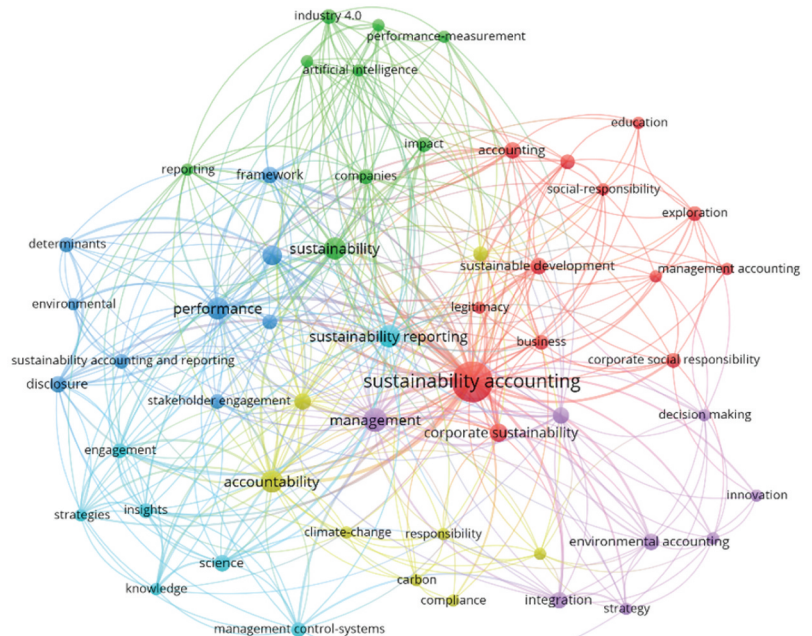 industry 4.0
performance-measurement
artificial intelligence
education
impact
accounting
reporting
framework
companies
social-responsibility
exploration
determinants
sustainability
sustainable development
management accounting
environmental
performance
legitimacy
sustainability reporting
business
sustainability accounting and reporting
corporate social responsibility
disclosure
sustainability accounting
stakeholder engagement
decision making
management
corporate sustainability
engagement
accountability
innovation
strategies
insights
climate-change
responsibility
environmental accounting
science
knowledge
carbon
compliance
integration
strategy
management control-systems